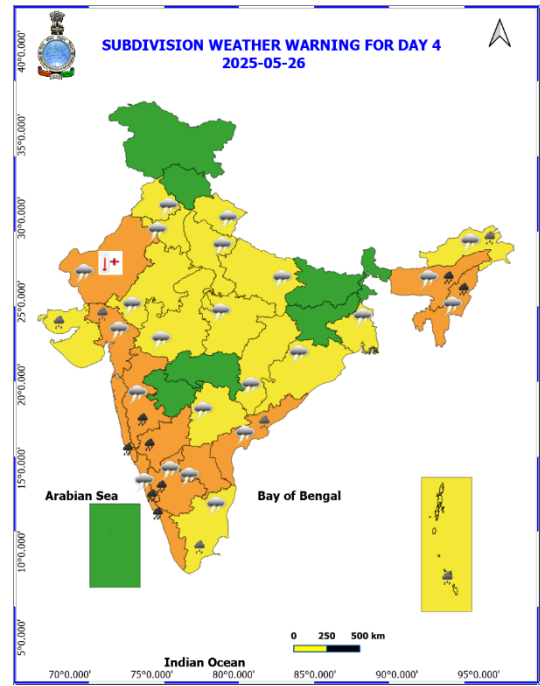 SUBDIVISION WEATHER WARNING FOR DAY 4
2025-05-26
40°0.000'
35°0.000'
30°0.000'
25°0.000'
20°0.000'
15°0.000'
10°0.000'
5°0.000'
Arabian Sea
Bay of Bengal
0 250 500 km
Indian Ocean
70°0.000' 75°0.000' 80°0.000' 85°0.000' 90°0.000' 95°0.000'